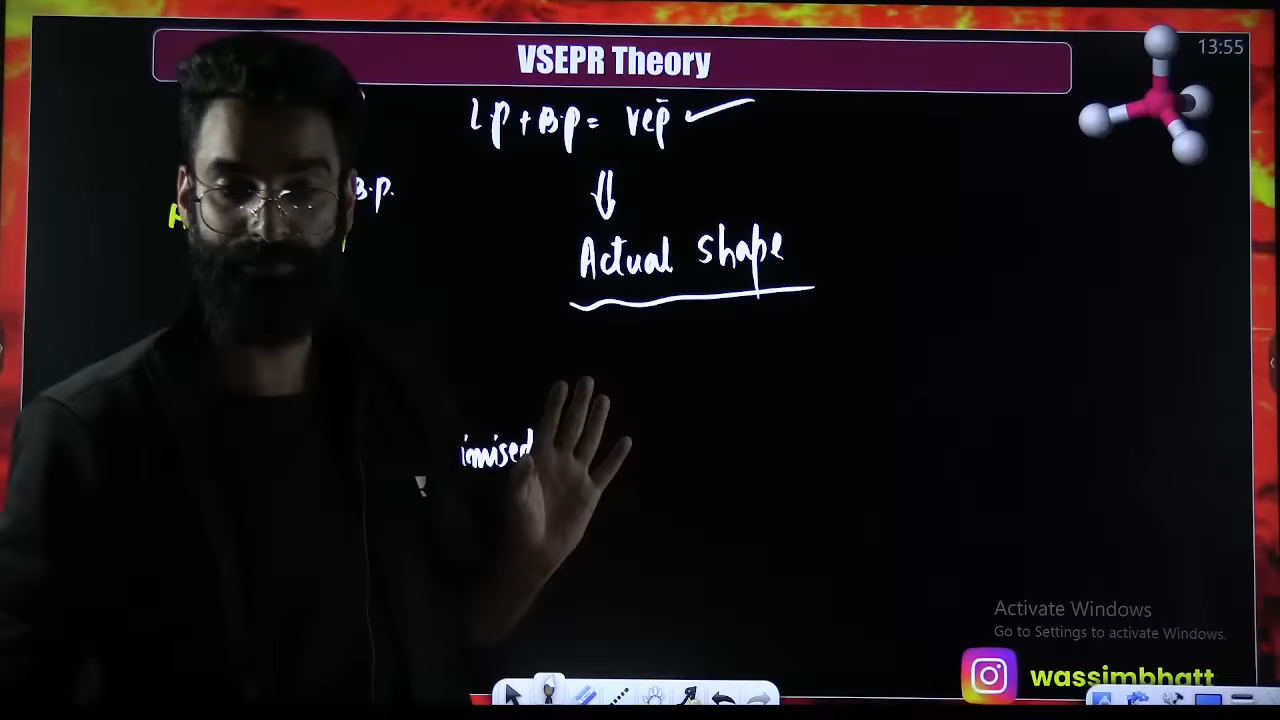 VSEPR Theory
13:55
L.p + B.p = vep
B.p.
Actual shape
ionised
Activate Windows
Go to Settings to activate Windows.
wassimbhatt